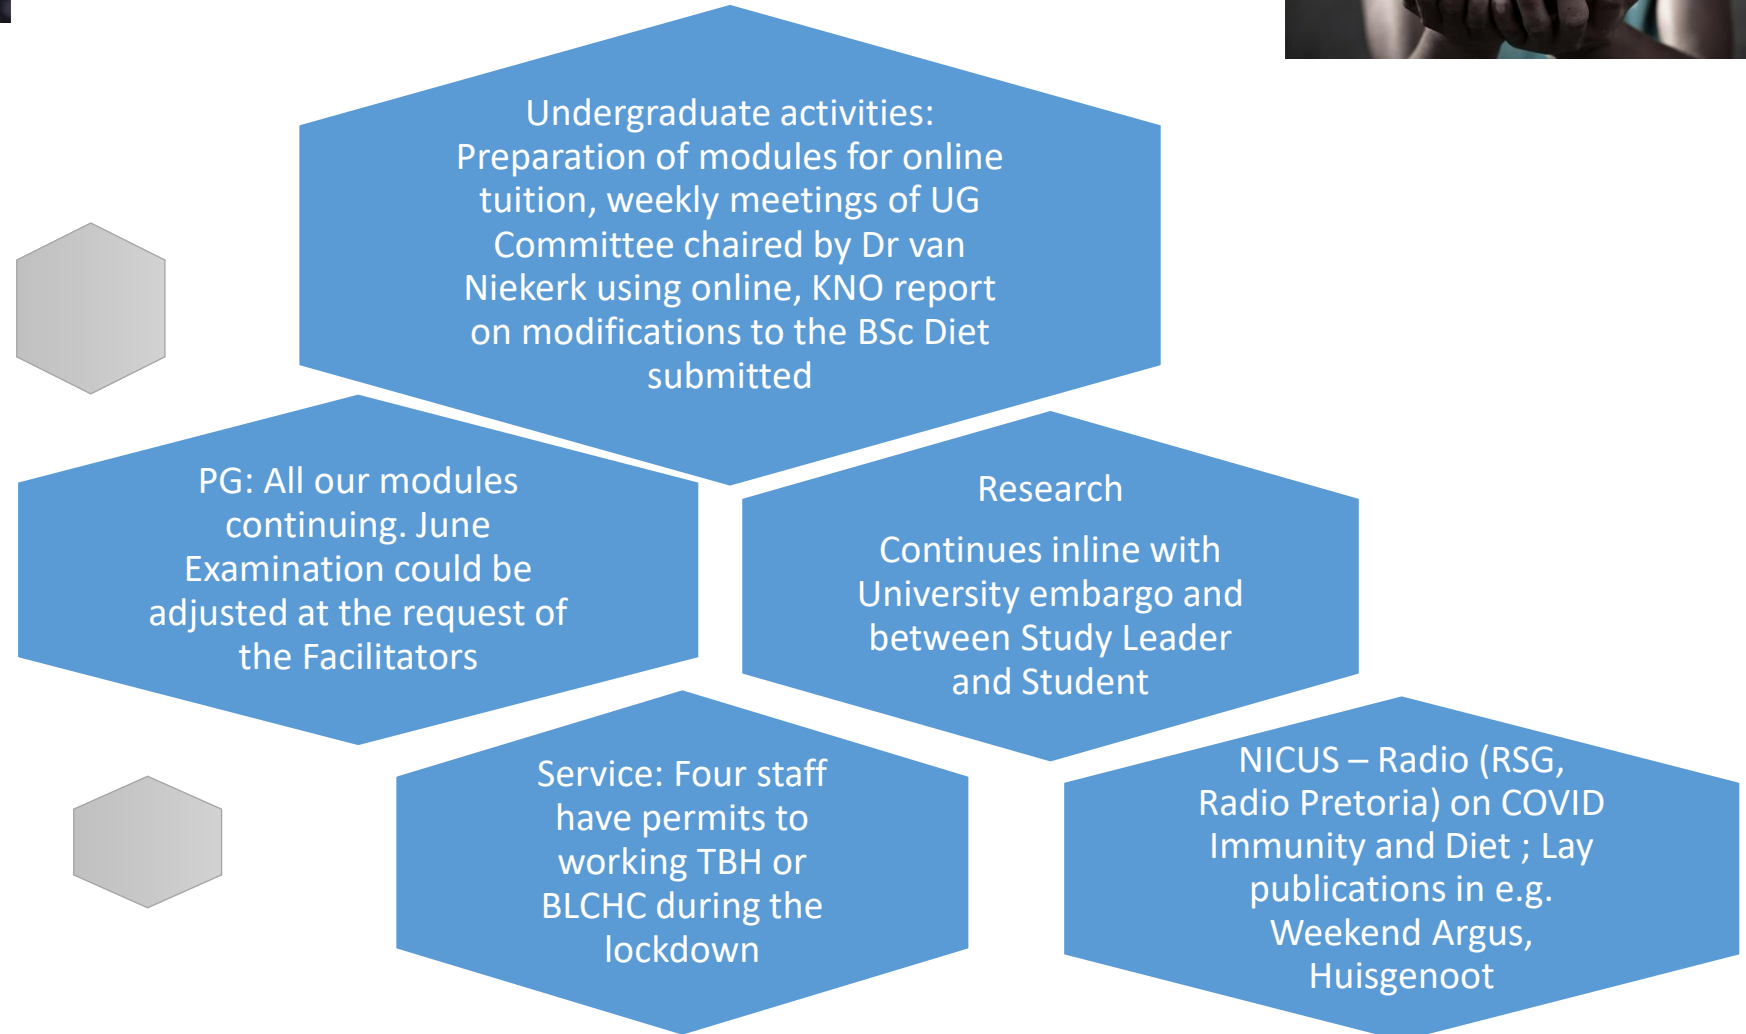 Undergraduate activities:
Preparation of modules for online
tuition, weekly meetings of UG
Committee chaired by Dr van
Niekerk using online, KNO report
on modifications to the BSc Diet
submitted
PG: All our modules
continuing. June
Examination could be
adjusted at the request of
the Facilitators
Research
Continues inline with
University embargo and
between Study Leader
and Student
Service: Four staff
have permits to
working TBH or
BLCHC during the
lockdown
NICUS – Radio (RSG,
Radio Pretoria) on COVID
Immunity and Diet ; Lay
publications in e.g.
Weekend Argus,
Huisgenoot